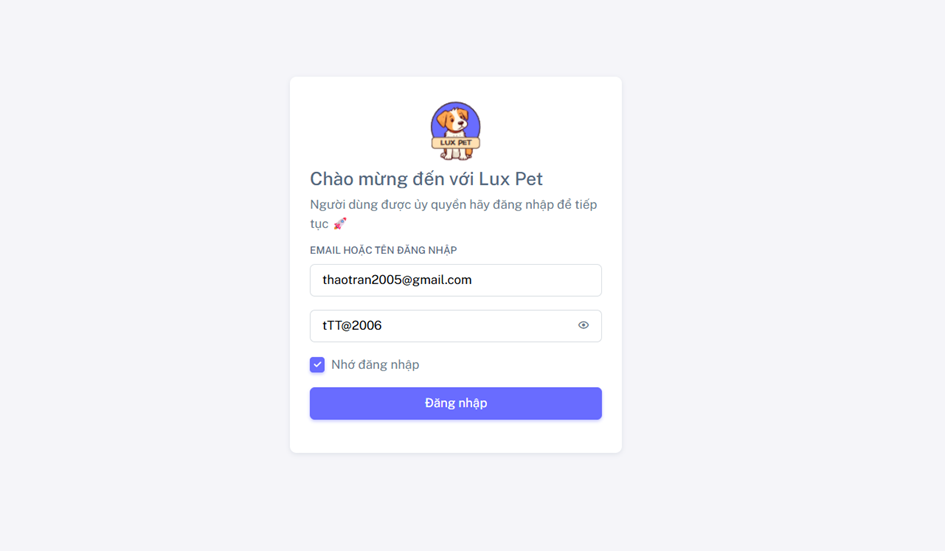 LUX PET
Chào mừng đến với Lux Pet
Người dùng được ủy quyền hãy đăng nhập để tiếp
tục 🚀
EMAIL HOẶC TÊN ĐĂNG NHẬP
thaotran2005@gmail.com
tTT@2006
Nhớ đăng nhập
Đăng nhập